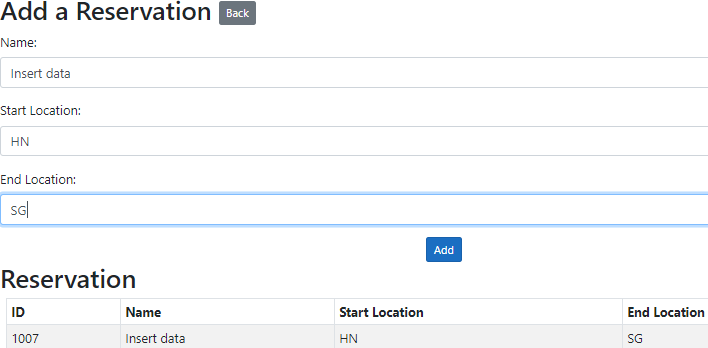 Add a Reservation Back
Name:
Insert data
Start Location:
HN
End Location:
SG
Add
Reservation
ID Name Start Location End Location
1007 Insert data HN SG